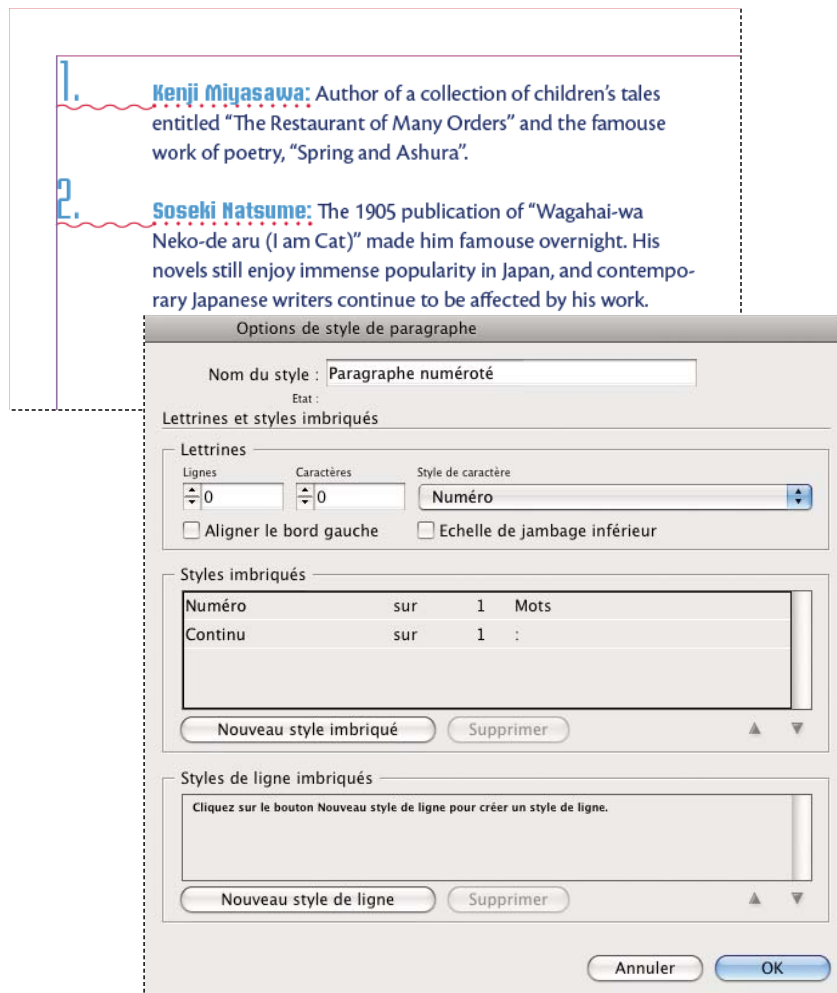 1. Kenji Miyasawa: Author of a collection of children’s tales
entitled “The Restaurant of Many Orders” and the famouse
work of poetry, “Spring and Ashura”.
2. Soseki Natsume: The 1905 publication of “Wagahai-wa
Neko-de aru (I am Cat)” made him famouse overnight. His
novels still enjoy immense popularity in Japan, and contempo-
rary Japanese writers continue to be affected by his work.
Options de style de paragraphe
Nom du style : Paragraphe numéroté
Etat :
Lettrines et styles imbriqués
Lettrines
Lignes Caractères Style de caractère
0 0 Numéro
Aligner le bord gauche Echelle de jambage inférieur
Styles imbriqués
Numéro sur 1 Mots
Continu sur 1 :
Nouveau style imbriqué Supprimer
Styles de ligne imbriqués
Cliquez sur le bouton Nouveau style de ligne pour créer un style de ligne.
Nouveau style de ligne Supprimer
Annuler OK